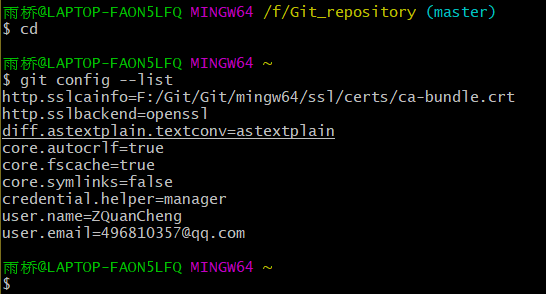 雨桥@LAPTOP-FAON5LFQ MINGW64 /f/Git_repository (master)
$ cd
雨桥@LAPTOP-FAON5LFQ MINGW64 ~
$ git config --list
http.sslcainfo=F:/Git/Git/mingw64/ssl/certs/ca-bundle.crt
http.sslbackend=openssl
diff.astextplain.textconv=astextplain
core.autocrlf=true
core.fscache=true
core.symlinks=false
credential.helper=manager
user.name=ZQuanCheng
user.email=496810357@qq.com
雨桥@LAPTOP-FAON5LFQ MINGW64 ~
$